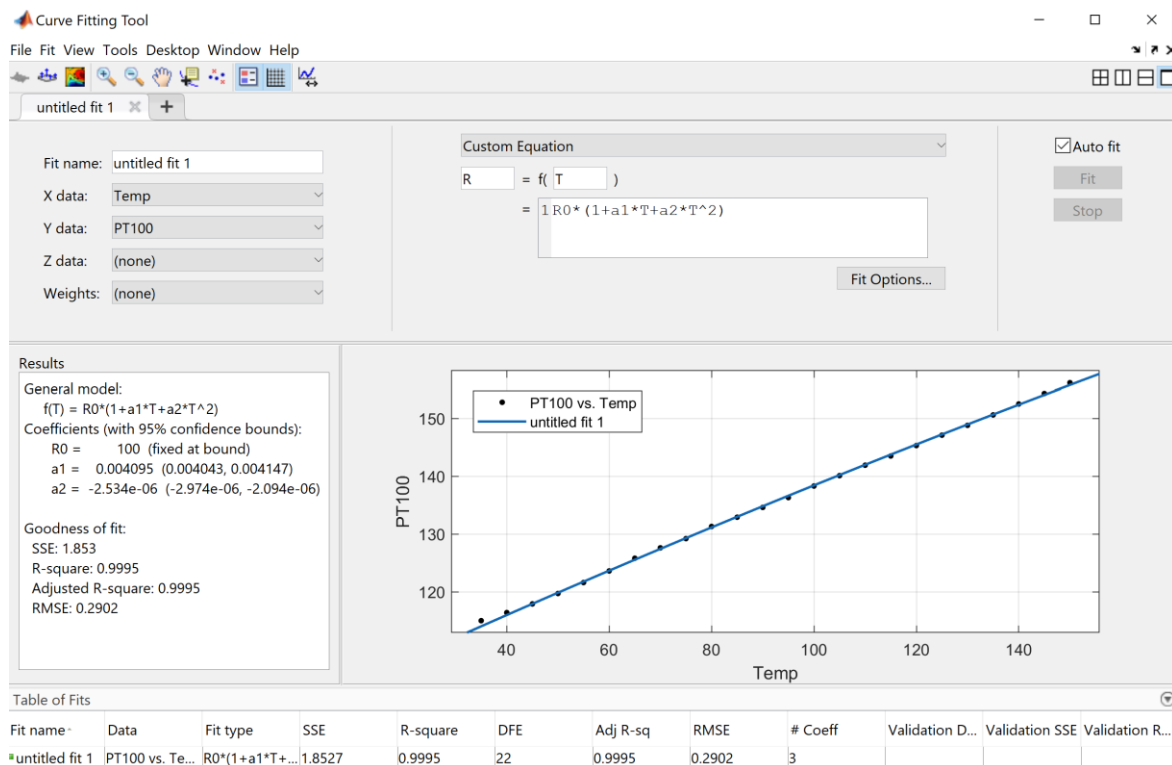 Curve Fitting Tool
File Fit View Tools Desktop Window Help
untitled fit 1
Fit name: untitled fit 1
X data: Temp
Y data: PT100
Z data: (none)
Weights: (none)
Custom Equation
R = f( T )
= 1 R0*(1+a1*T+a2*T^2)
Fit Options...
Auto fit
Fit
Stop
Results
General model:
f(T) = R0*(1+a1*T+a2*T^2)
Coefficients (with 95% confidence bounds):
R0 = 100 (fixed at bound)
a1 = 0.004095 (0.004043, 0.004147)
a2 = -2.534e-06 (-2.974e-06, -2.094e-06)
Goodness of fit:
SSE: 1.853
R-square: 0.9995
Adjusted R-square: 0.9995
RMSE: 0.2902
PT100 vs. Temp
untitled fit 1
150
140
130
120
PT100
40 60 80 100 120 140
Temp
Table of Fits
Fit name Data Fit type SSE R-square DFE Adj R-sq RMSE # Coeff Validation D... Validation SSE Validation R...
untitled fit 1 PT100 vs. Te... R0*(1+a1*T+... 1.8527 0.9995 22 0.9995 0.2902 3